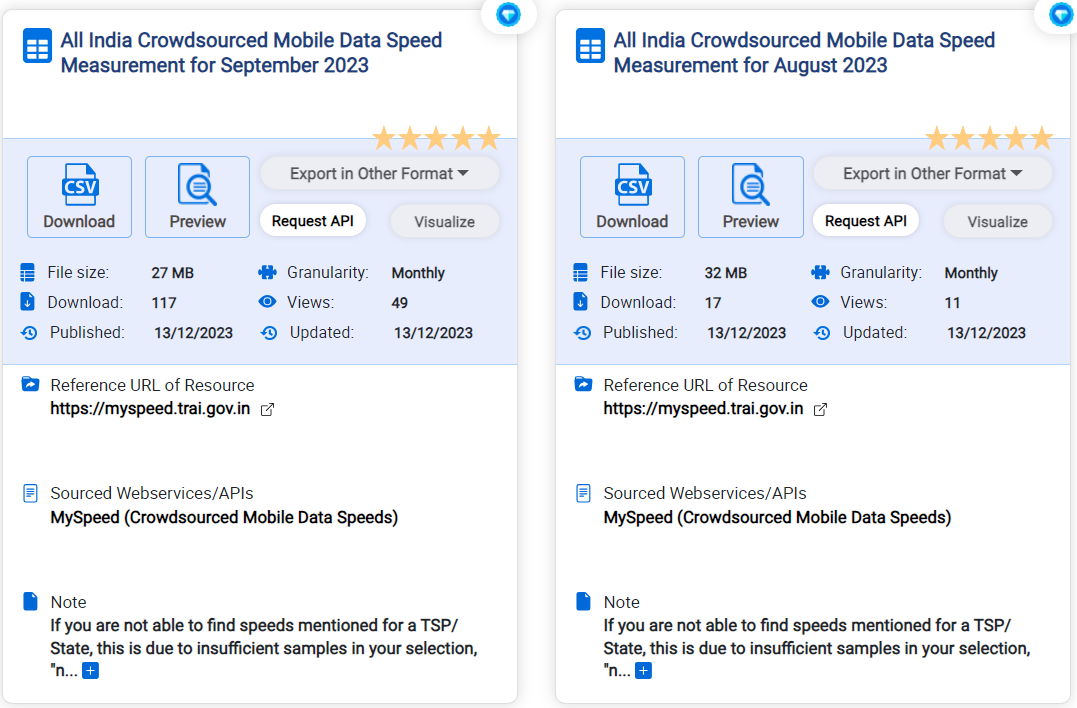 All India Crowdsourced Mobile Data Speed
Measurement for September 2023
CSV
Download
Preview
Export in Other Format
Request API
Visualize
File size: 27 MB
Granularity: Monthly
Download: 117
Views: 49
Published: 13/12/2023
Updated: 13/12/2023
Reference URL of Resource
https://myspeed.trai.gov.in
Sourced Webservices/APIs
MySpeed (Crowdsourced Mobile Data Speeds)
Note
If you are not able to find speeds mentioned for a TSP/
State, this is due to insufficient samples in your selection,
"n...
All India Crowdsourced Mobile Data Speed
Measurement for August 2023
CSV
Download
Preview
Export in Other Format
Request API
Visualize
File size: 32 MB
Granularity: Monthly
Download: 17
Views: 11
Published: 13/12/2023
Updated: 13/12/2023
Reference URL of Resource
https://myspeed.trai.gov.in
Sourced Webservices/APIs
MySpeed (Crowdsourced Mobile Data Speeds)
Note
If you are not able to find speeds mentioned for a TSP/
State, this is due to insufficient samples in your selection,
"n...